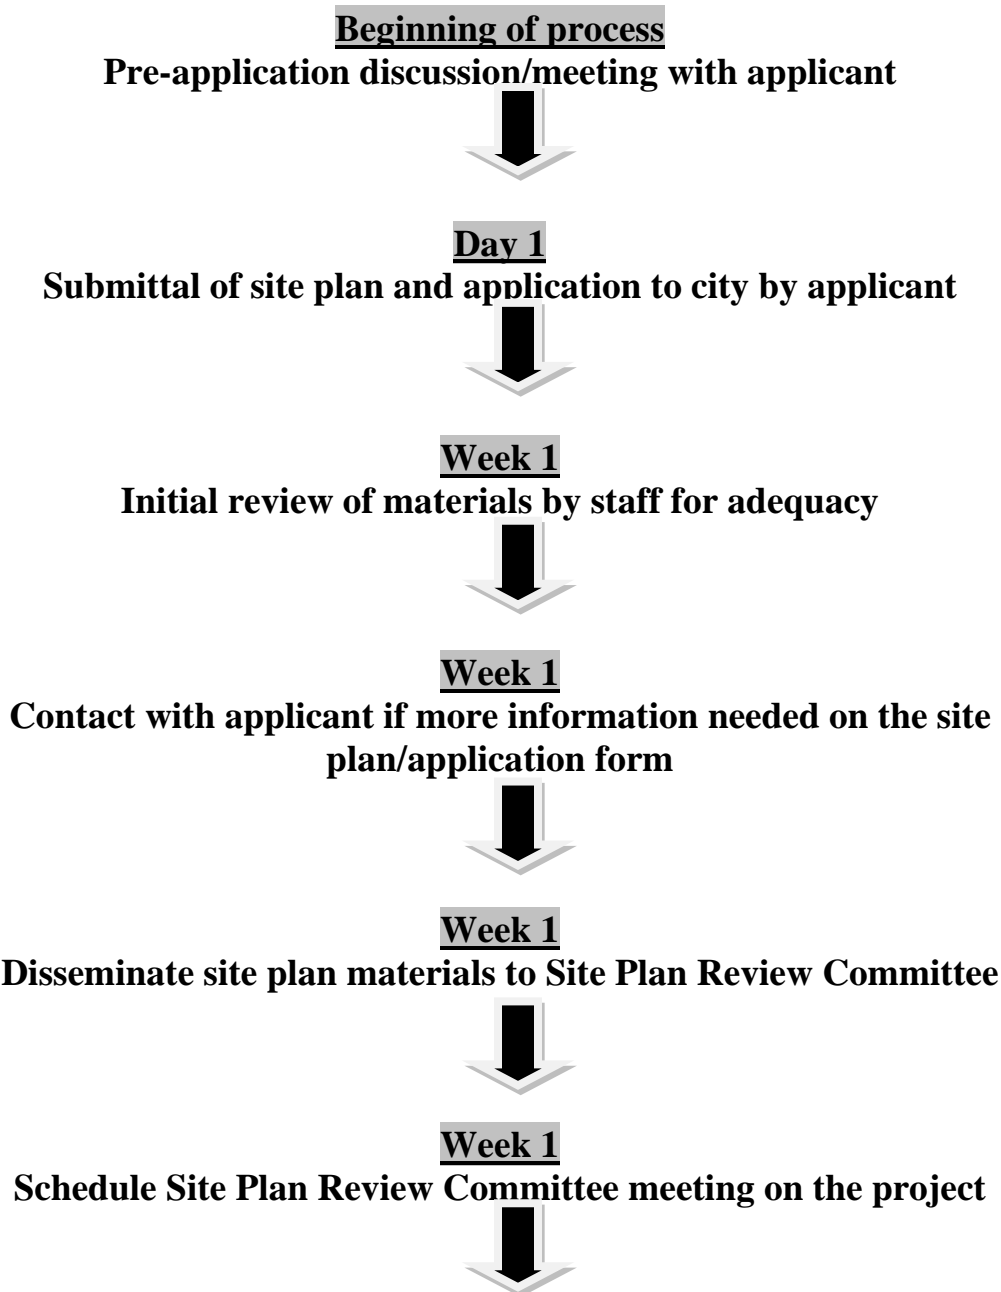 Beginning of process
Pre-application discussion/meeting with applicant
Day 1
Submittal of site plan and application to city by applicant
Week 1
Initial review of materials by staff for adequacy
Week 1
Contact with applicant if more information needed on the site
plan/application form
Week 1
Disseminate site plan materials to Site Plan Review Committee
Week 1
Schedule Site Plan Review Committee meeting on the project